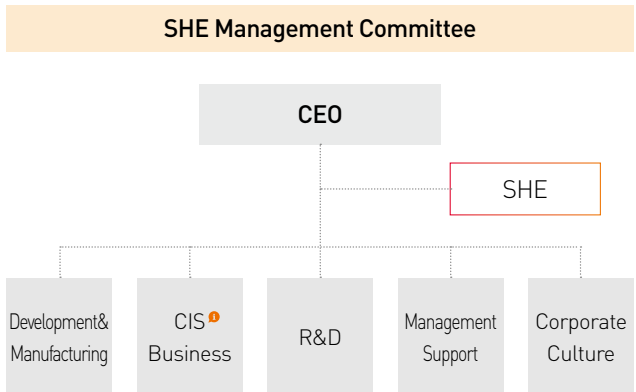 SHE Management Committee
CEO
SHE
Development&
Manufacturing
CIS
Business
R&D
Management
Support
Corporate
Culture